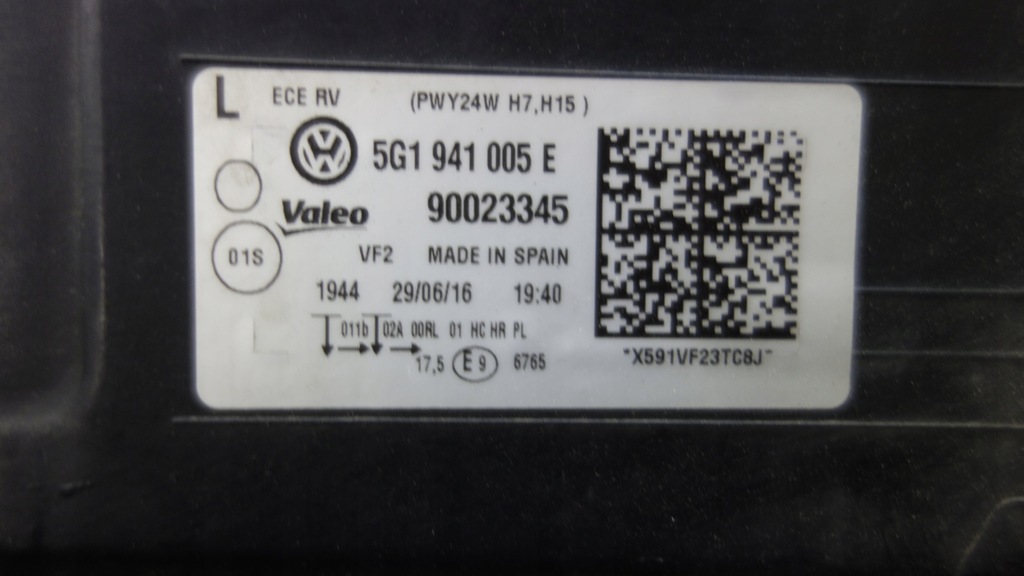 L ECE RV (PWY24W H7,H15 )
5G1 941 005 E
Valeo 90023345
01S VF2 MADE IN SPAIN
1944 29/06/16 19:40
011b 02A 00RL 01 HC HR PL
17,5 E 9 6765
"X591VF23TC8J"